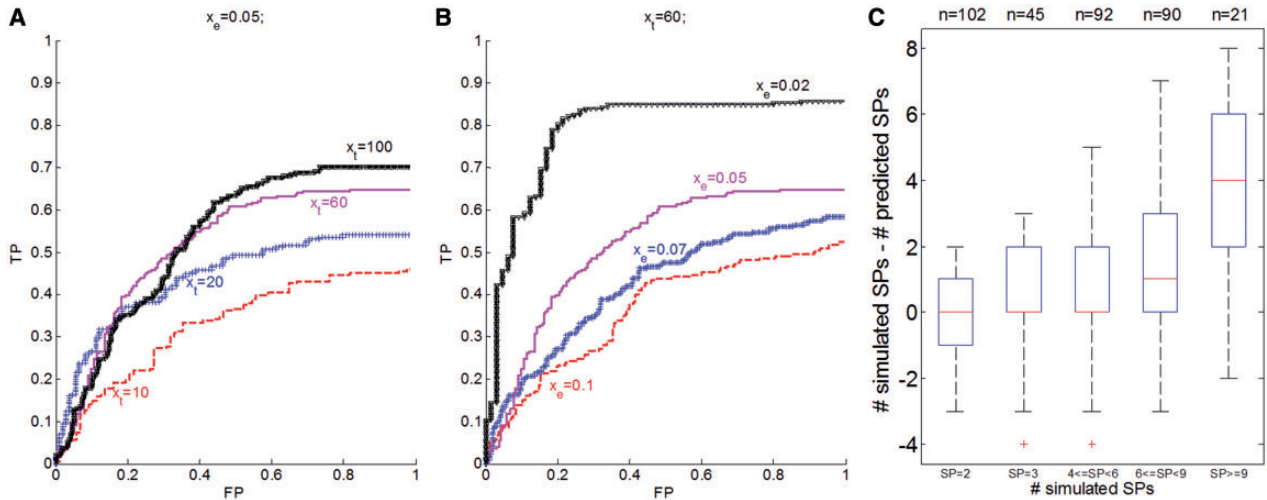 A
x_e=0.05;
1
0.9
0.8
0.7
0.6
0.5
0.4
0.3
0.2
0.1
0
TP
x_t=100
x_t=60
x_t=20
x_t=10
0 0.2 0.4 0.6 0.8 1
FP
B
x_t=60;
1
0.9
0.8
0.7
0.6
0.5
0.4
0.3
0.2
0.1
0
TP
x_e=0.02
x_e=0.05
x_e=0.07
x_e=0.1
0 0.2 0.4 0.6 0.8 1
FP
C
n=102 n=45 n=92 n=90 n=21
8
6
4
2
0
-2
-4
# simulated SPs - # predicted SPs
SP=2 SP=3 4<=SP<6 6<=SP<9 SP>=9
# simulated SPs